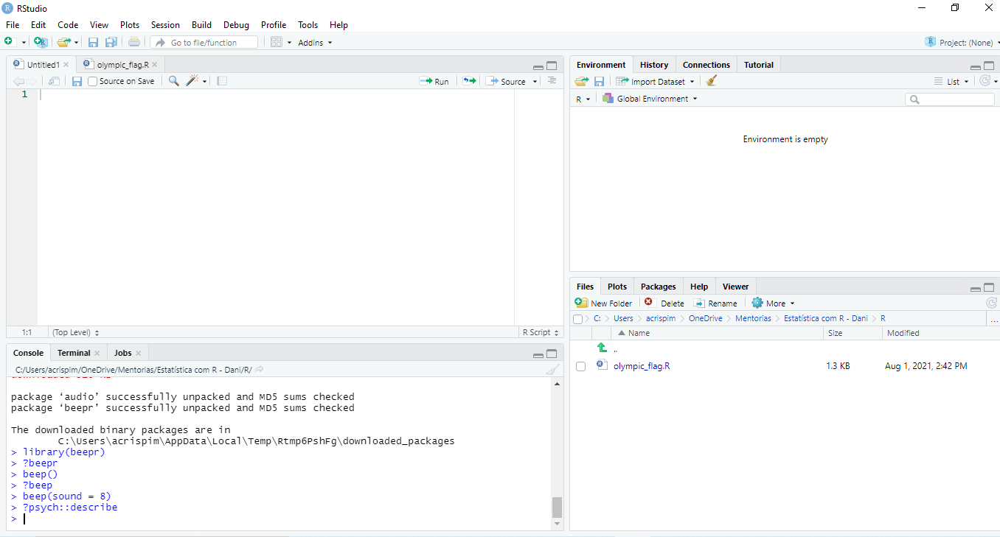 RStudio
File Edit Code View Plots Session Build Debug Profile Tools Help
Go to file/function Addins Project: (None)
Untitled1 olympic_flag.R
Source on Save Run Source
1
1:1 (Top Level) R Script
Console Terminal Jobs
C:/Users/acrispim/OneDrive/Mentorias/Estatística com R - Dani/R/
package ‘audio’ successfully unpacked and MD5 sums checked
package ‘beepr’ successfully unpacked and MD5 sums checked
The downloaded binary packages are in
C:\Users\acrispim\AppData\Local\Temp\Rtmp6PshFg\downloaded_packages
> library(beepr)
> ?beepr
> beep()
> ?beep
> beep(sound = 8)
> ?psych::describe
>
Environment History Connections Tutorial
Import Dataset List
R Global Environment
Environment is empty
Files Plots Packages Help Viewer
New Folder Delete Rename More
C: Users acrispim OneDrive Mentorias Estatística com R - Dani R ...
Name Size Modified
..
olympic_flag.R 1.3 KB Aug 1, 2021, 2:42 PM